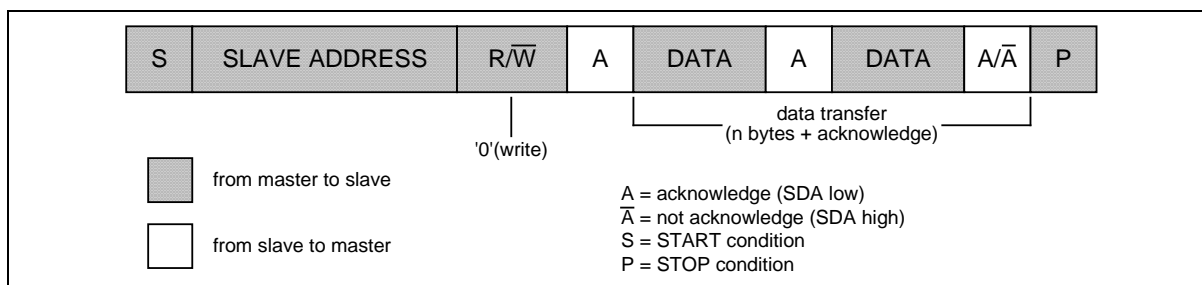 S SLAVE ADDRESS R/W̅ A DATA A DATA A/A̅ P
data transfer
(n bytes + acknowledge)
'0'(write)
from master to slave
from slave to master
A = acknowledge (SDA low)
A̅ = not acknowledge (SDA high)
S = START condition
P = STOP condition